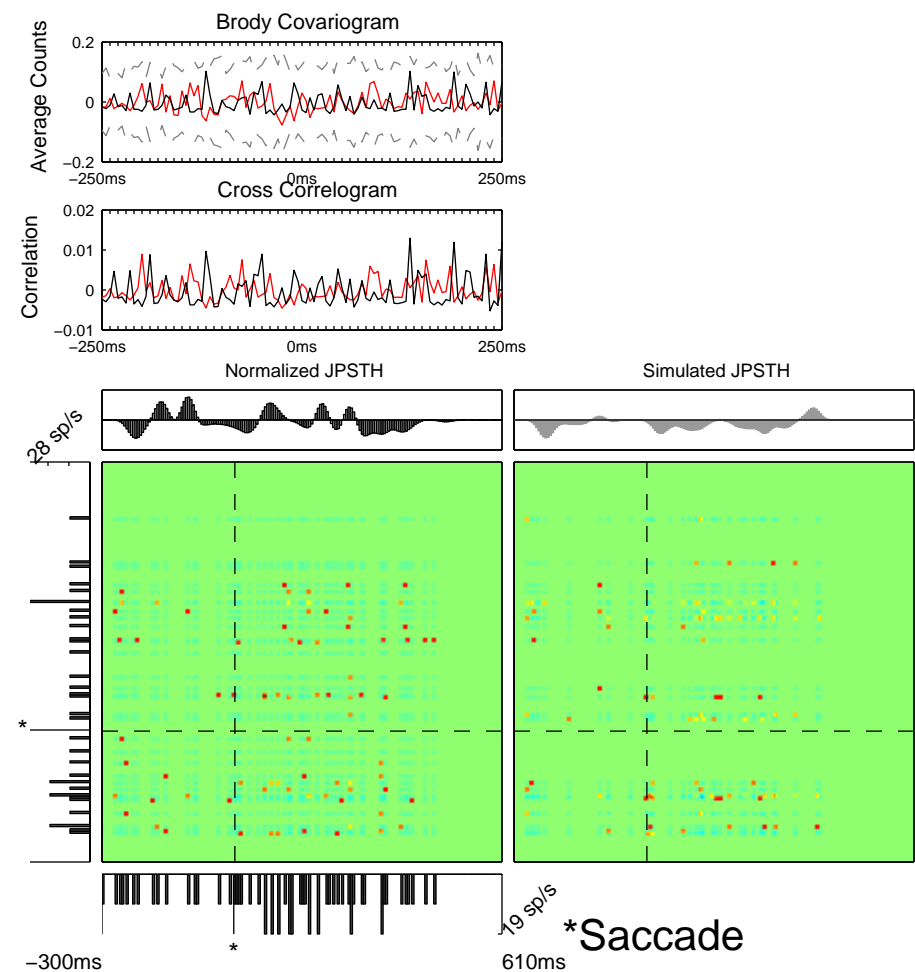 Brody Covariogram
Average Counts
0.2
0
−0.2
−250ms
0ms
250ms
Cross Correlogram
Correlation
0.02
0.01
0
−0.01
−250ms
0ms
250ms
Normalized JPSTH
Simulated JPSTH
28 sp/s
*
19 sp/s
*
*Saccade
−300ms
610ms